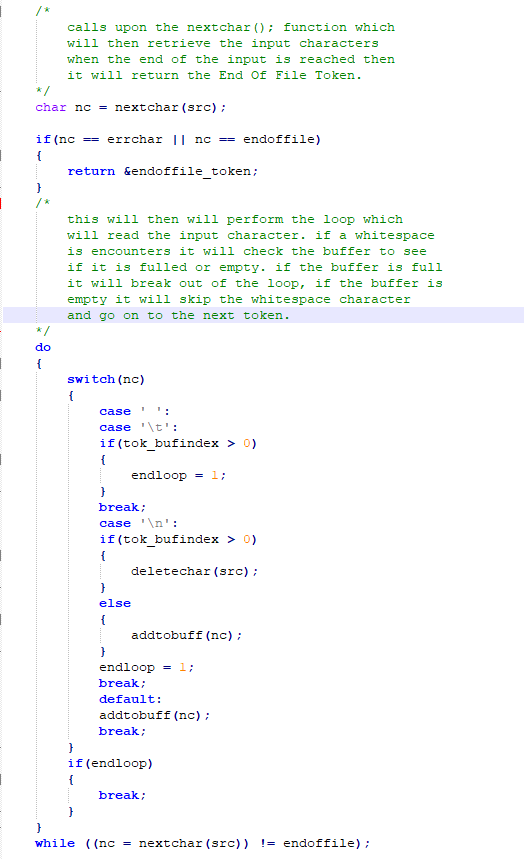 /*
calls upon the nextchar(); function which
will then retrieve the input characters
when the end of the input is reached then
it will return the End Of File Token.
*/
char nc = nextchar(src);
if(nc == errchar || nc == endoffile)
{
return &endoffile_token;
}
/*
this will then will perform the loop which
will read the input character. if a whitespace
is encounters it will check the buffer to see
if it is fulled or empty. if the buffer is full
it will break out of the loop, if the buffer is
empty it will skip the whitespace character
and go on to the next token.
*/
do
{
switch(nc)
{
case ' ':
case '\t':
if(tok_bufindex > 0)
{
endloop = 1;
}
break;
case '\n':
if(tok_bufindex > 0)
{
deletechar(src);
}
else
{
addtobuff(nc);
}
endloop = 1;
break;
default:
addtobuff(nc);
break;
}
if(endloop)
{
break;
}
}
while ((nc = nextchar(src)) != endoffile);